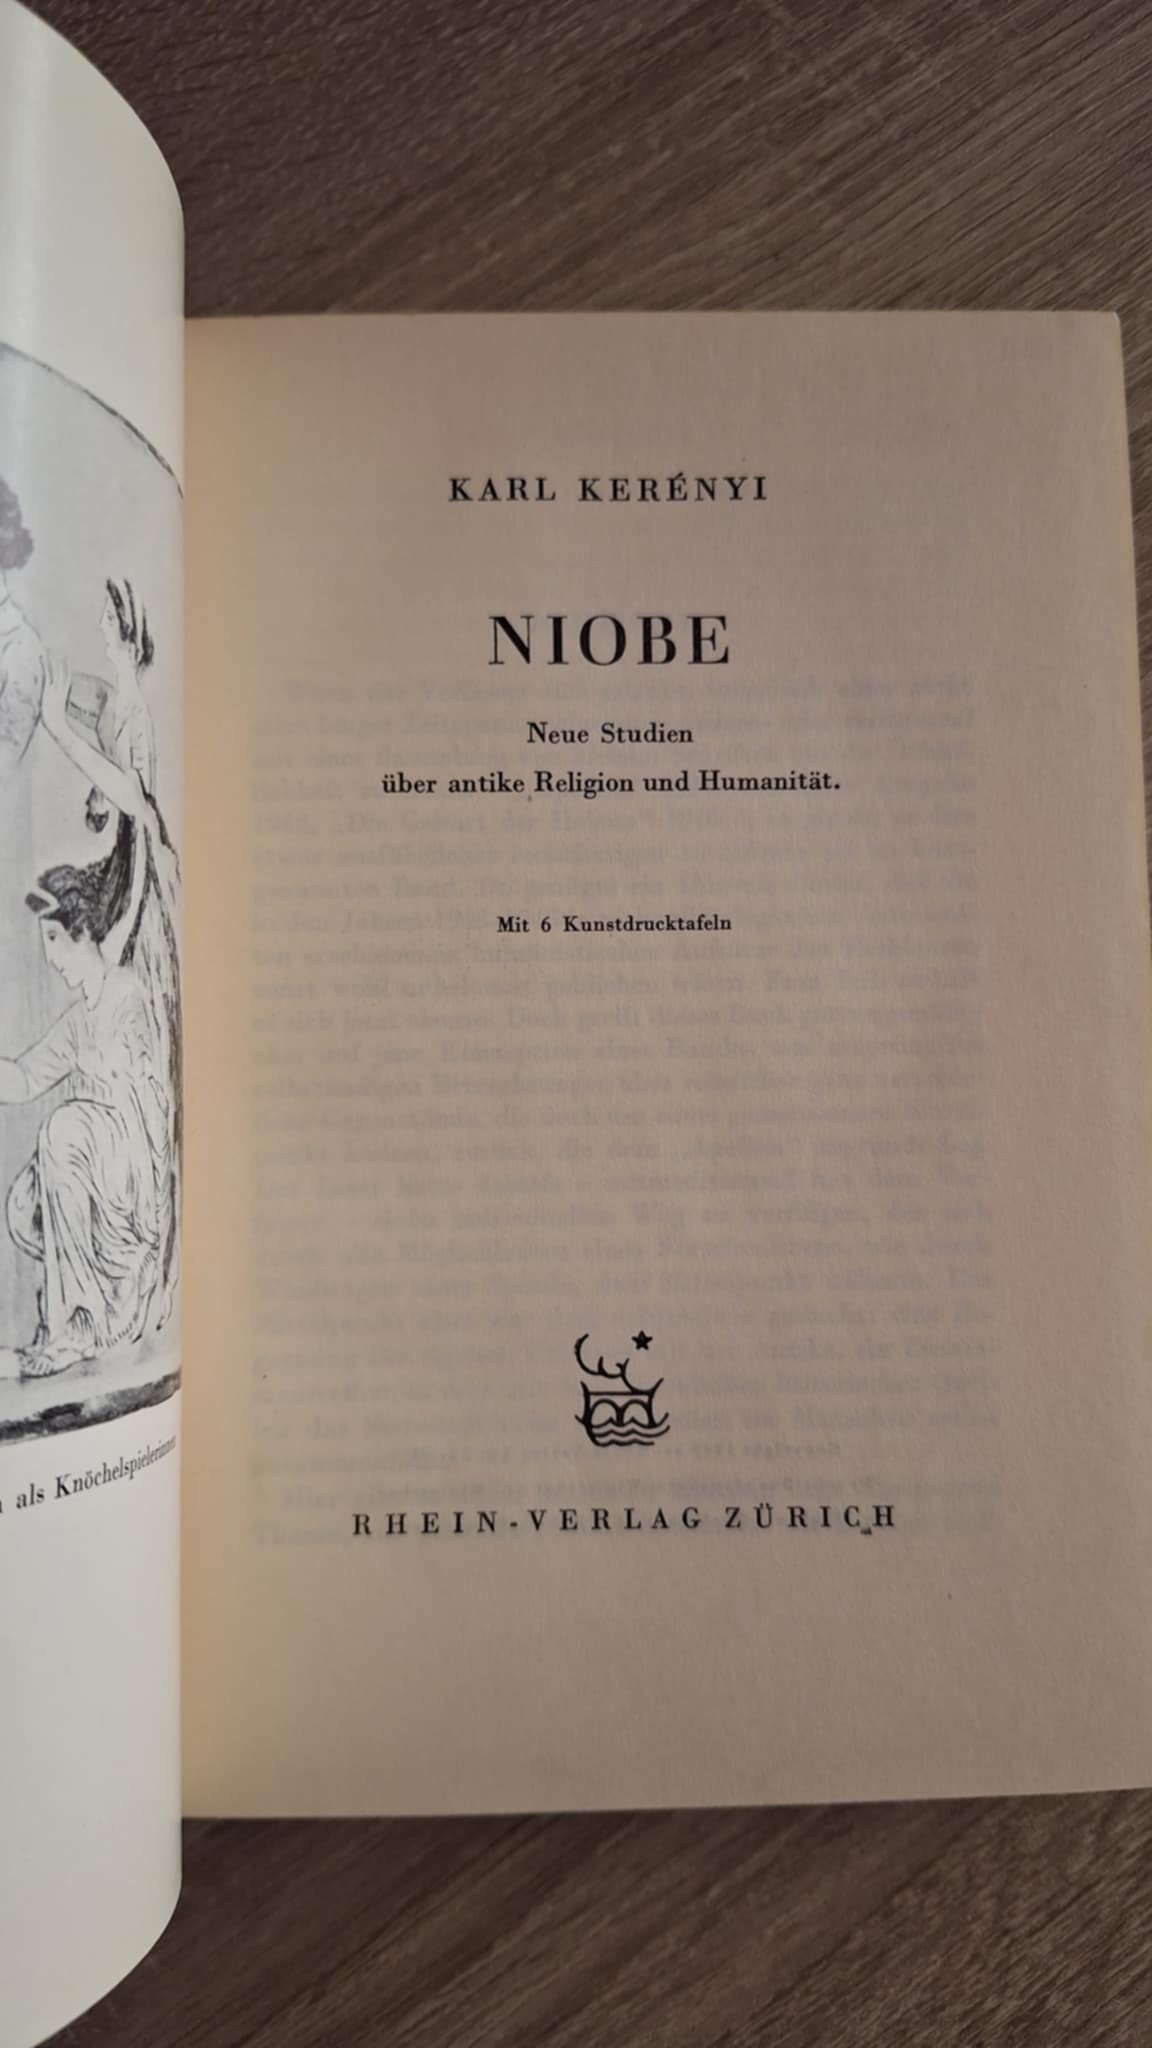 KARL KERÉNYI
NIOBE
Neue Studien
über antike Religion und Humanität.
Mit 6 Kunstdrucktafeln
RHEIN-VERLAG ZÜRICH
als Knöchelspielerinnen